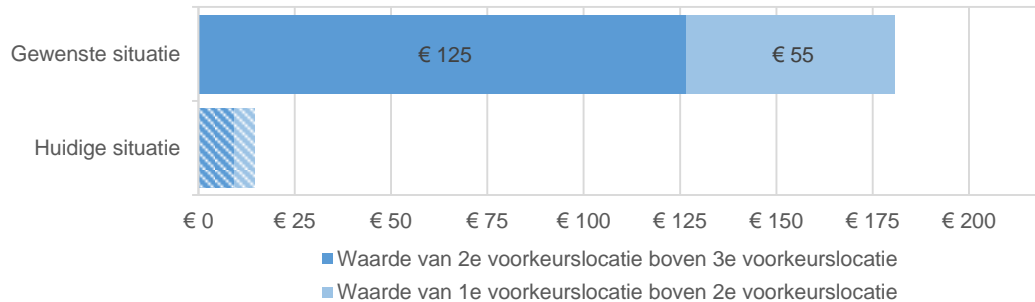 Gewenste situatie
€ 125
€ 55
Huidige situatie
€ 0 € 25 € 50 € 75 € 100 € 125 € 150 € 175 € 200
Waarde van 2e voorkeurslocatie boven 3e voorkeurslocatie
Waarde van 1e voorkeurslocatie boven 2e voorkeurslocatie